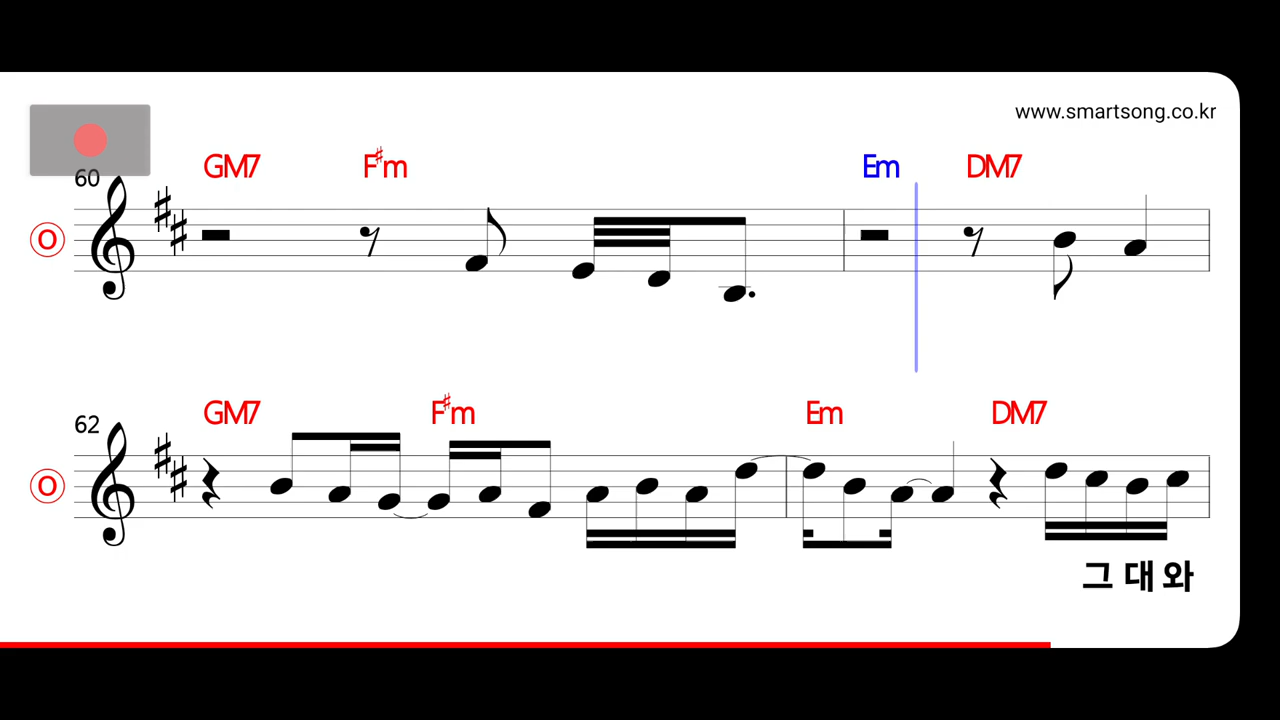 www.smartsong.co.kr
GM7 F♯m Em DM7
60
O
GM7 F♯m Em DM7
62
O
그 대 와